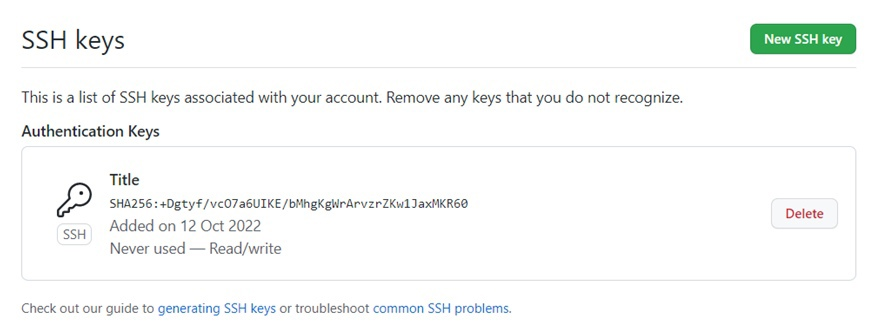 SSH keys
New SSH key
This is a list of SSH keys associated with your account. Remove any keys that you do not recognize.
Authentication Keys
Title
SHA256:+Dgtyf/vcO7a6UIKE/bMhgKgWrArvzrZKw1JaxMKR60
SSH
Added on 12 Oct 2022
Never used — Read/write
Delete
Check out our guide to generating SSH keys or troubleshoot common SSH problems.